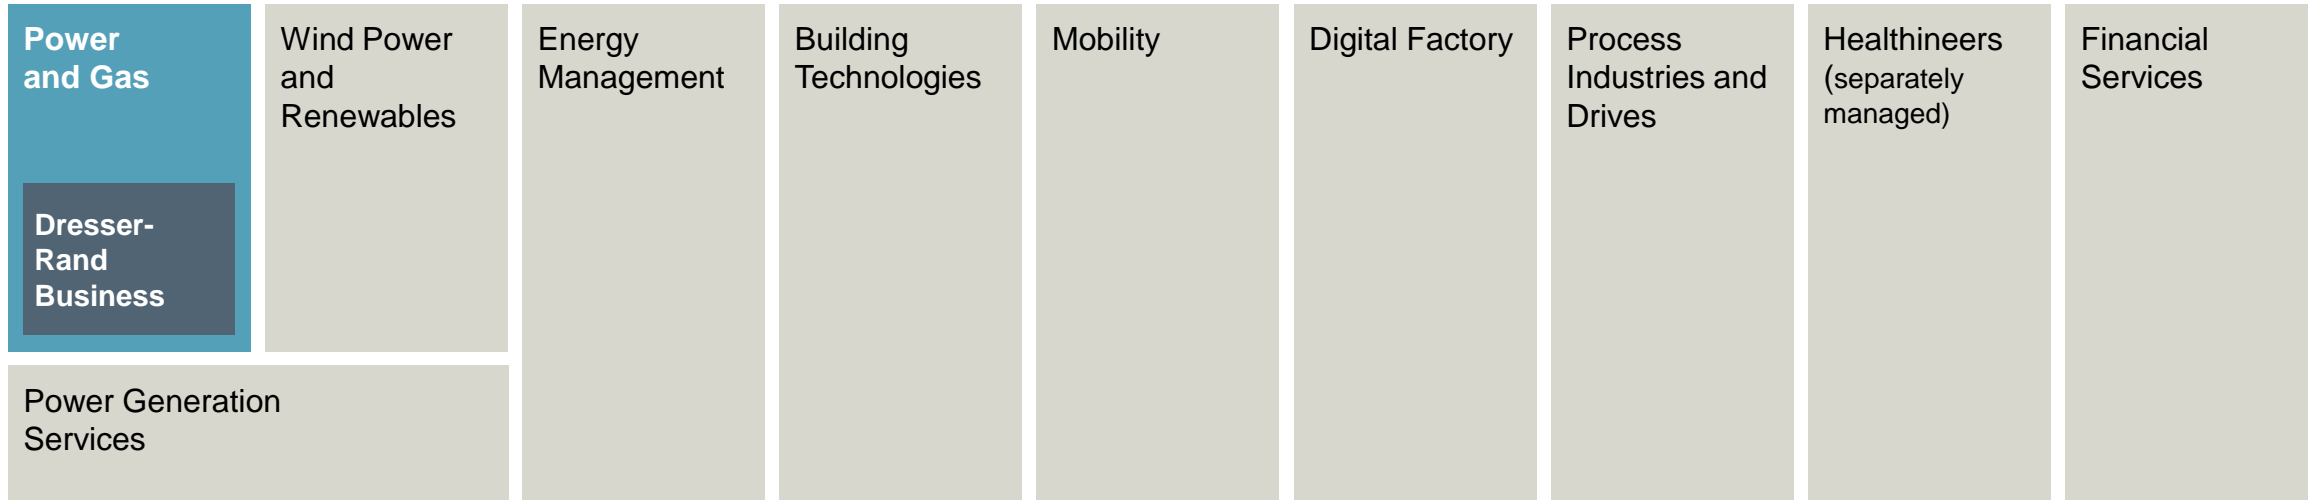 Power
and Gas
Dresser-
Rand
Business
Wind Power
and
Renewables
Power Generation
Services
Energy
Management
Building
Technologies
Mobility
Digital Factory
Process
Industries and
Drives
Healthineers
(separately
managed)
Financial
Services